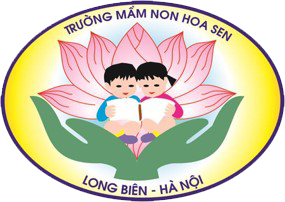 TRƯỜNG MẦM NON HOA SEN
LONG BIÊN - HÀ NỘI